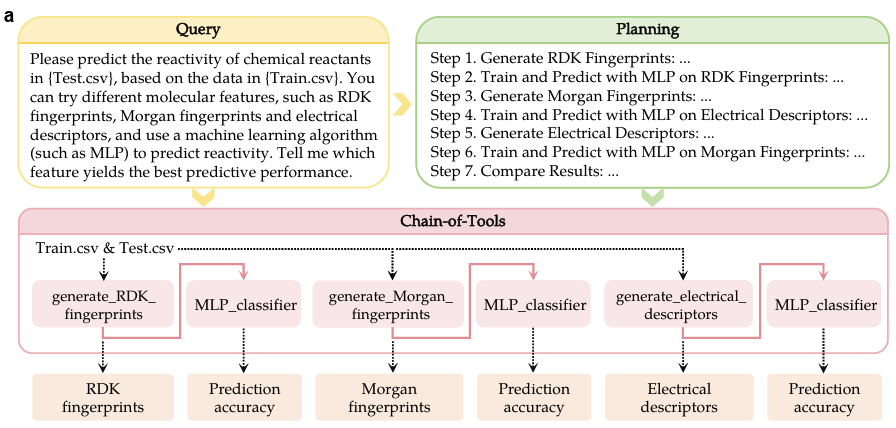 a
Query
Please predict the reactivity of chemical reactants
in {Test.csv}, based on the data in {Train.csv}. You
can try different molecular features, such as RDK
fingerprints, Morgan fingerprints and electrical
descriptors, and use a machine learning algorithm
(such as MLP) to predict reactivity. Tell me which
feature yields the best predictive performance.
Planning
Step 1. Generate RDK Fingerprints: ...
Step 2. Train and Predict with MLP on RDK Fingerprints: ...
Step 3. Generate Morgan Fingerprints: ...
Step 4. Train and Predict with MLP on Electrical Descriptors: ...
Step 5. Generate Electrical Descriptors: ...
Step 6. Train and Predict with MLP on Morgan Fingerprints: ...
Step 7. Compare Results: ...
Chain-of-Tools
Train.csv & Test.csv
generate_RDK_
fingerprints
MLP_classifier
generate_Morgan_
fingerprints
MLP_classifier
generate_electrical_
descriptors
MLP_classifier
RDK
fingerprints
Prediction
accuracy
Morgan
fingerprints
Prediction
accuracy
Electrical
descriptors
Prediction
accuracy